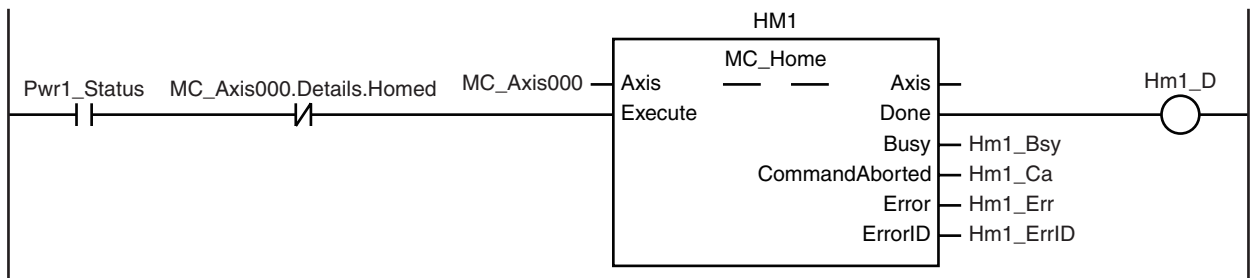 HM1
MC_Home
Pwr1_Status MC_Axis000.Details.Homed MC_Axis000 Axis Axis Hm1_D
Execute Done
Busy Hm1_Bsy
CommandAborted Hm1_Ca
Error Hm1_Err
ErrorID Hm1_ErrID